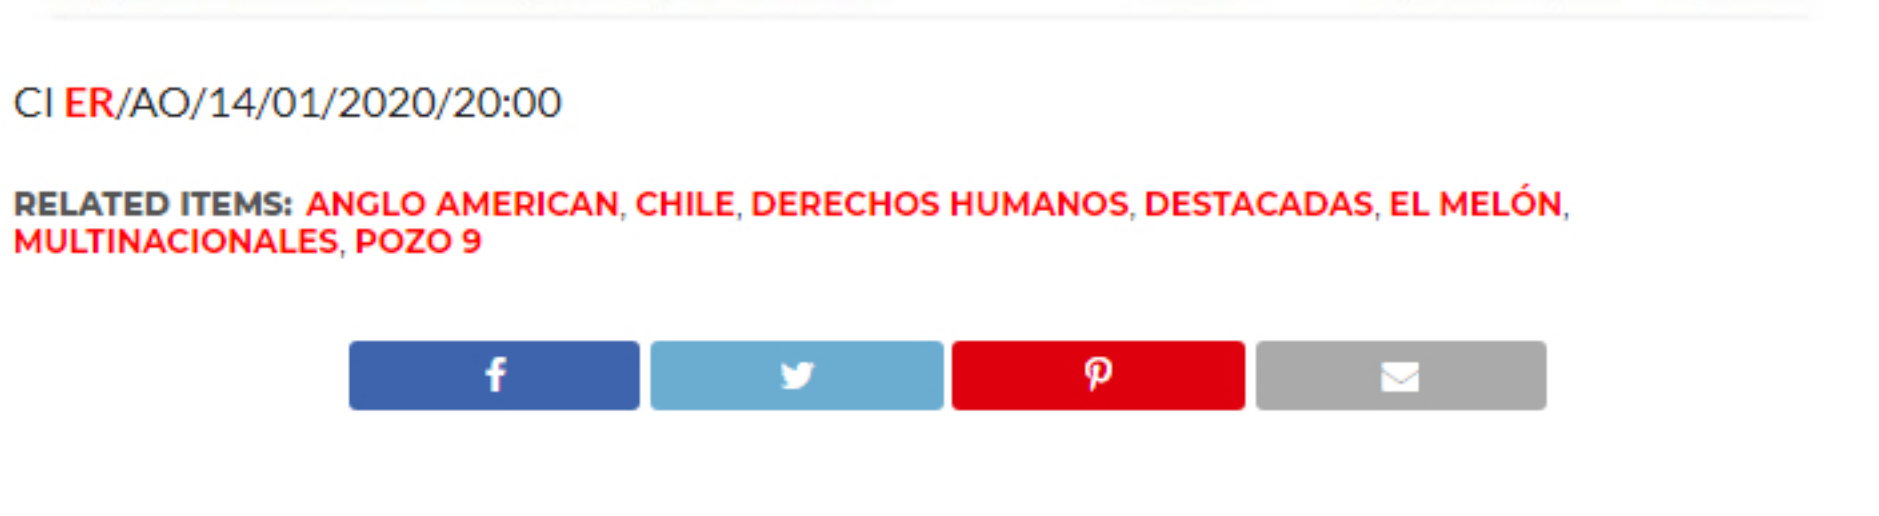 CI ER/AO/14/01/2020/20:00
RELATED ITEMS: ANGLO AMERICAN, CHILE, DERECHOS HUMANOS, DESTACADAS, EL MELÓN,
MULTINACIONALES, POZO 9